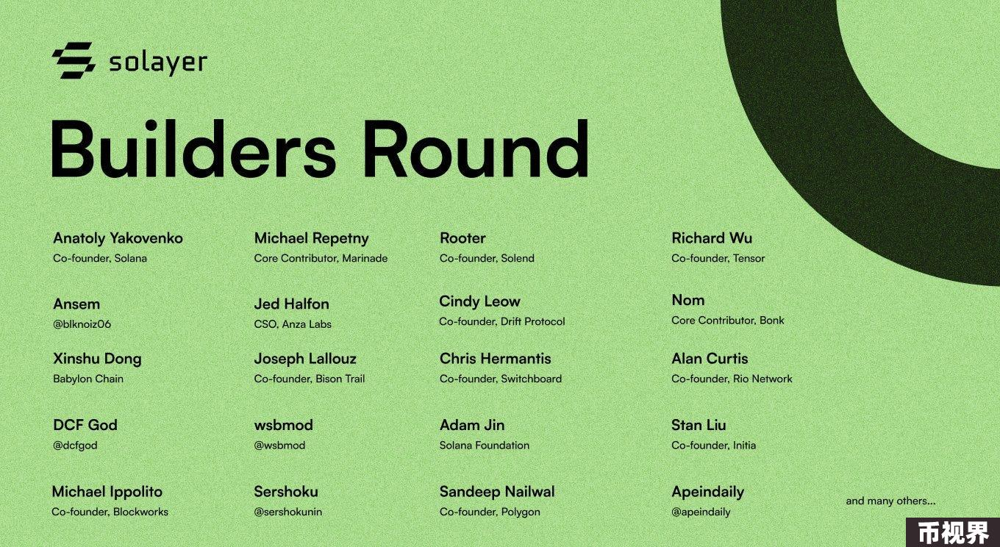 solayer
Builders Round
Anatoly Yakovenko
Co-founder, Solana
Michael Repetny
Core Contributor, Marinade
Rooter
Co-founder, Solend
Richard Wu
Co-founder, Tensor
Ansem
@blknoiz06
Jed Halfon
CSO, Anza Labs
Cindy Leow
Co-founder, Drift Protocol
Nom
Core Contributor, Bonk
Xinshu Dong
Babylon Chain
Joseph Lallouz
Co-founder, Bison Trail
Chris Hermantis
Co-founder, Switchboard
Alan Curtis
Co-founder, Rio Network
DCF God
@dcfgod
wsbmod
@wsbmod
Adam Jin
Solana Foundation
Stan Liu
Co-founder, Initia
Michael Ippolito
Co-founder, Blockworks
Sershoku
@sershokunin
Sandeep Nailwal
Co-founder, Polygon
Apeindaily
@apeindaily
and many others...
币视界